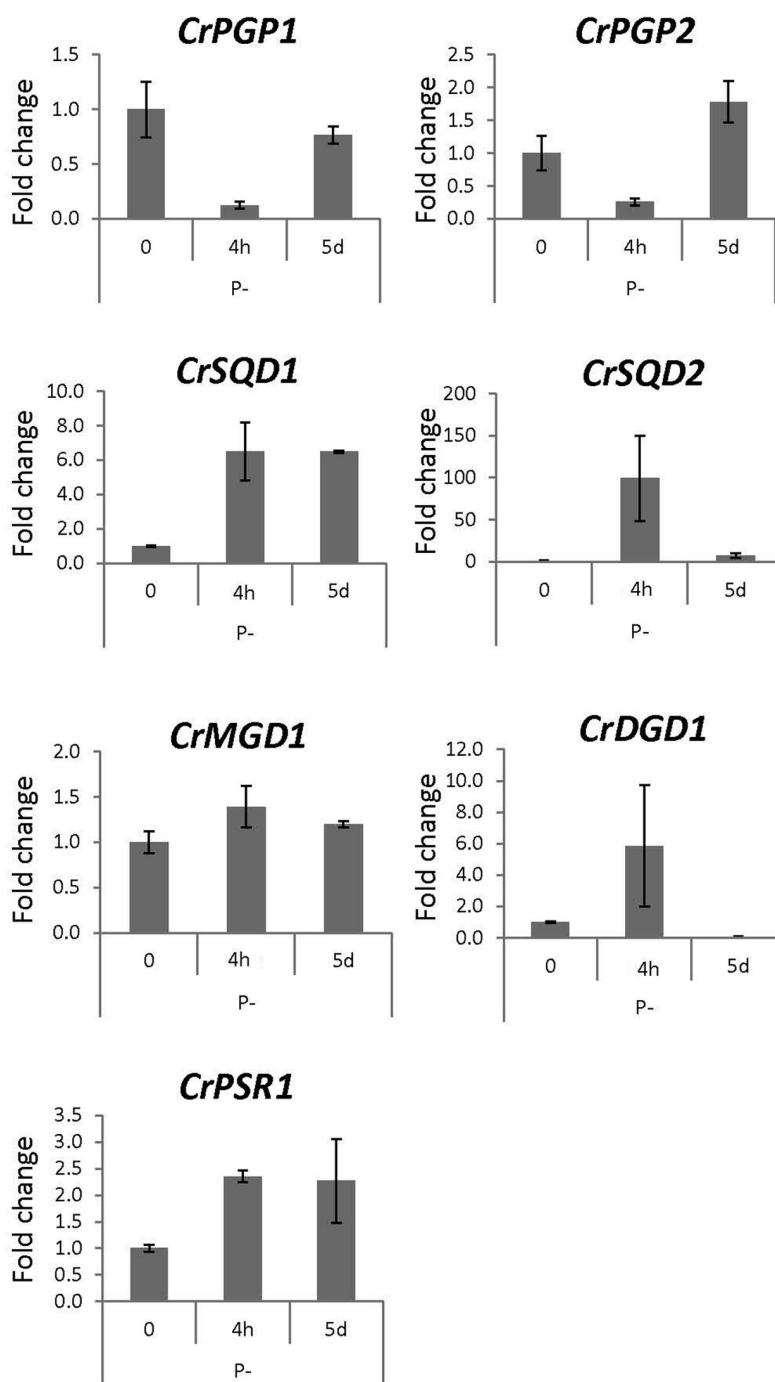 CrPGP1
Fold change
1.5
1.0
0.5
0.0
0 4h 5d
P-
CrPGP2
Fold change
2.5
2.0
1.5
1.0
0.5
0.0
0 4h 5d
P-
CrSQD1
Fold change
10.0
8.0
6.0
4.0
2.0
0.0
0 4h 5d
P-
CrSQD2
Fold change
200
150
100
50
0
0 4h 5d
P-
CrMGD1
Fold change
2.0
1.5
1.0
0.5
0.0
0 4h 5d
P-
CrDGD1
Fold change
12.0
10.0
8.0
6.0
4.0
2.0
0.0
0 4h 5d
P-
CrPSR1
Fold change
3.5
3.0
2.5
2.0
1.5
1.0
0.5
0.0
0 4h 5d
P-